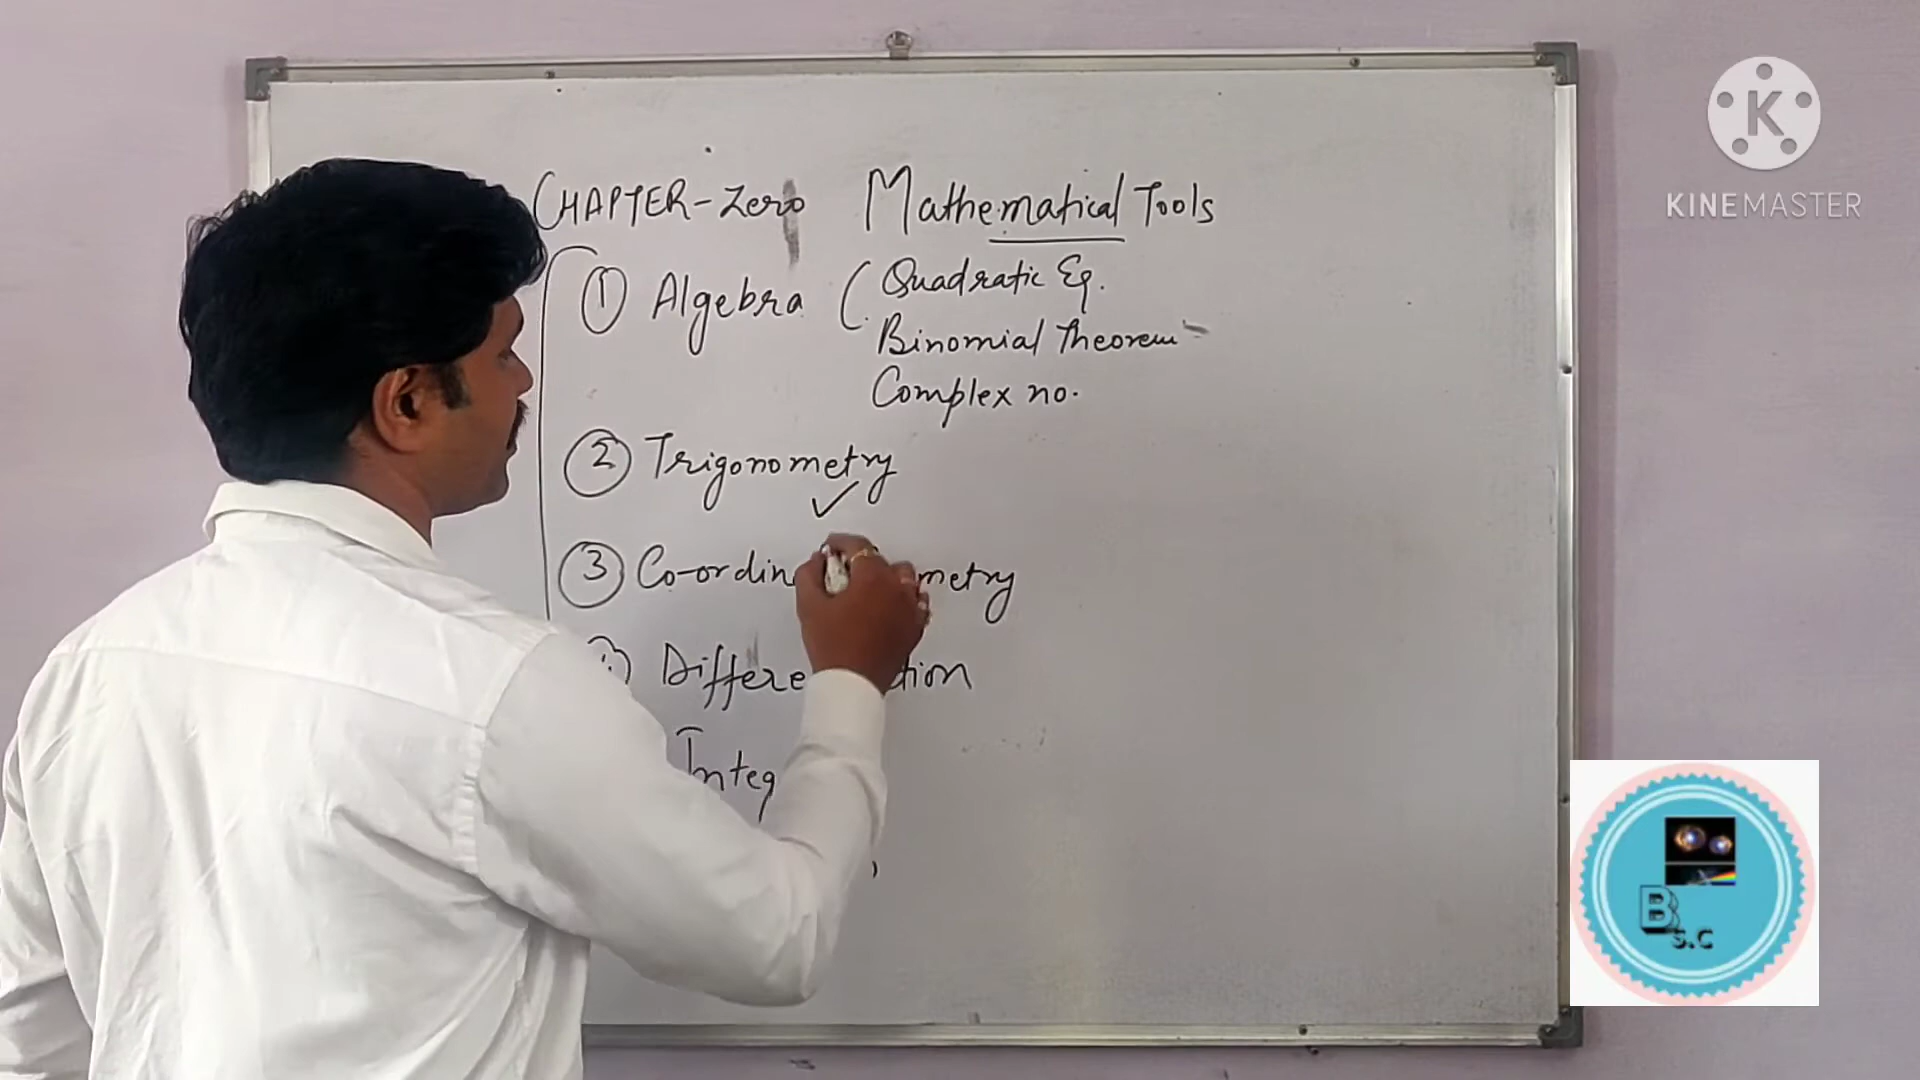 CHAPTER-Zero Mathematical Tools
① Algebra ( Quadratic Eq.
Binomial Theorem
Complex no.
② Trigonometry
✓
③ Co-ordin metry
Differe tion
Integ
K
KINEMASTER
B
S.C